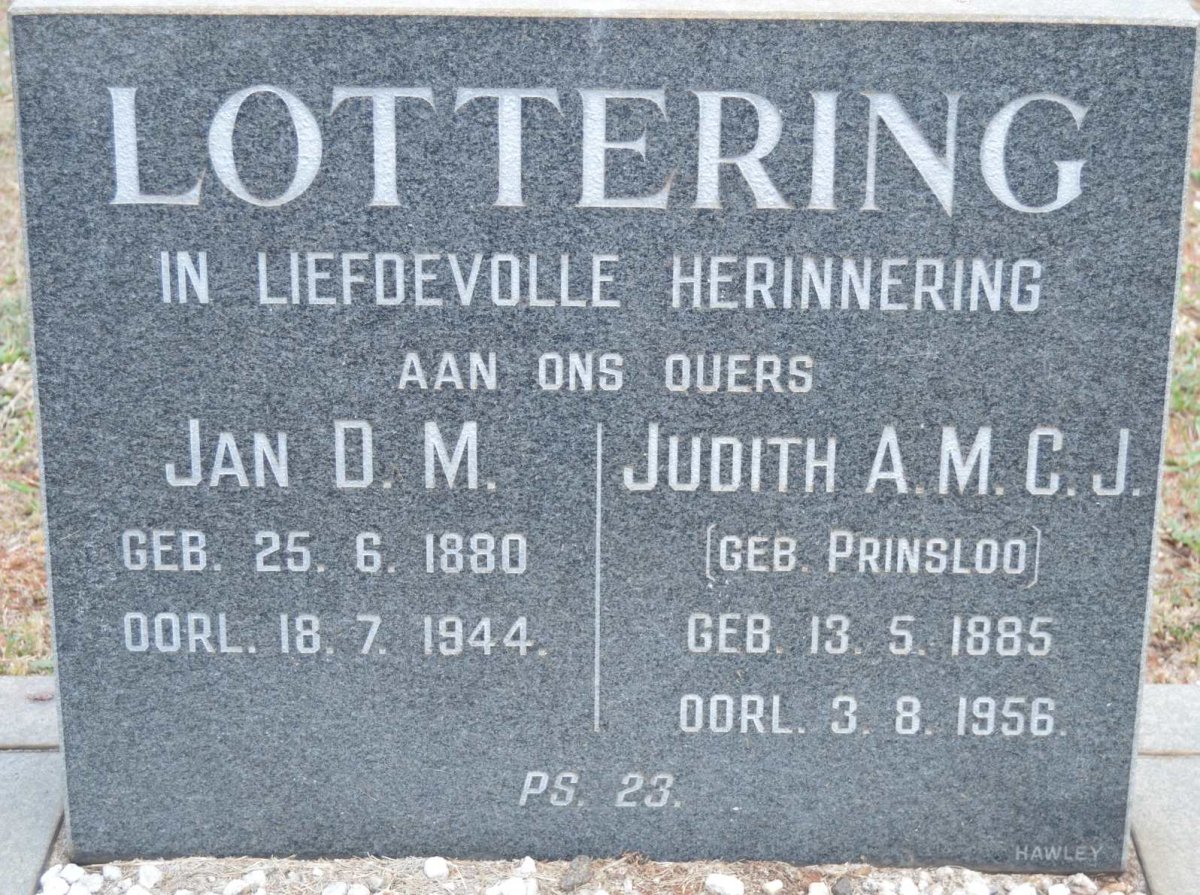 LOTTERING
IN LIEFDEVOLLE HERINNERING
AAN ONS OUERS
JAN D. M.
GEB. 25. 6. 1880
OORL. 18. 7. 1944.
JUDITH A. M. C. J.
(GEB. PRINSLOO)
GEB. 13. 5. 1885
OORL. 3. 8. 1956.
PS. 23.
HAWLEY